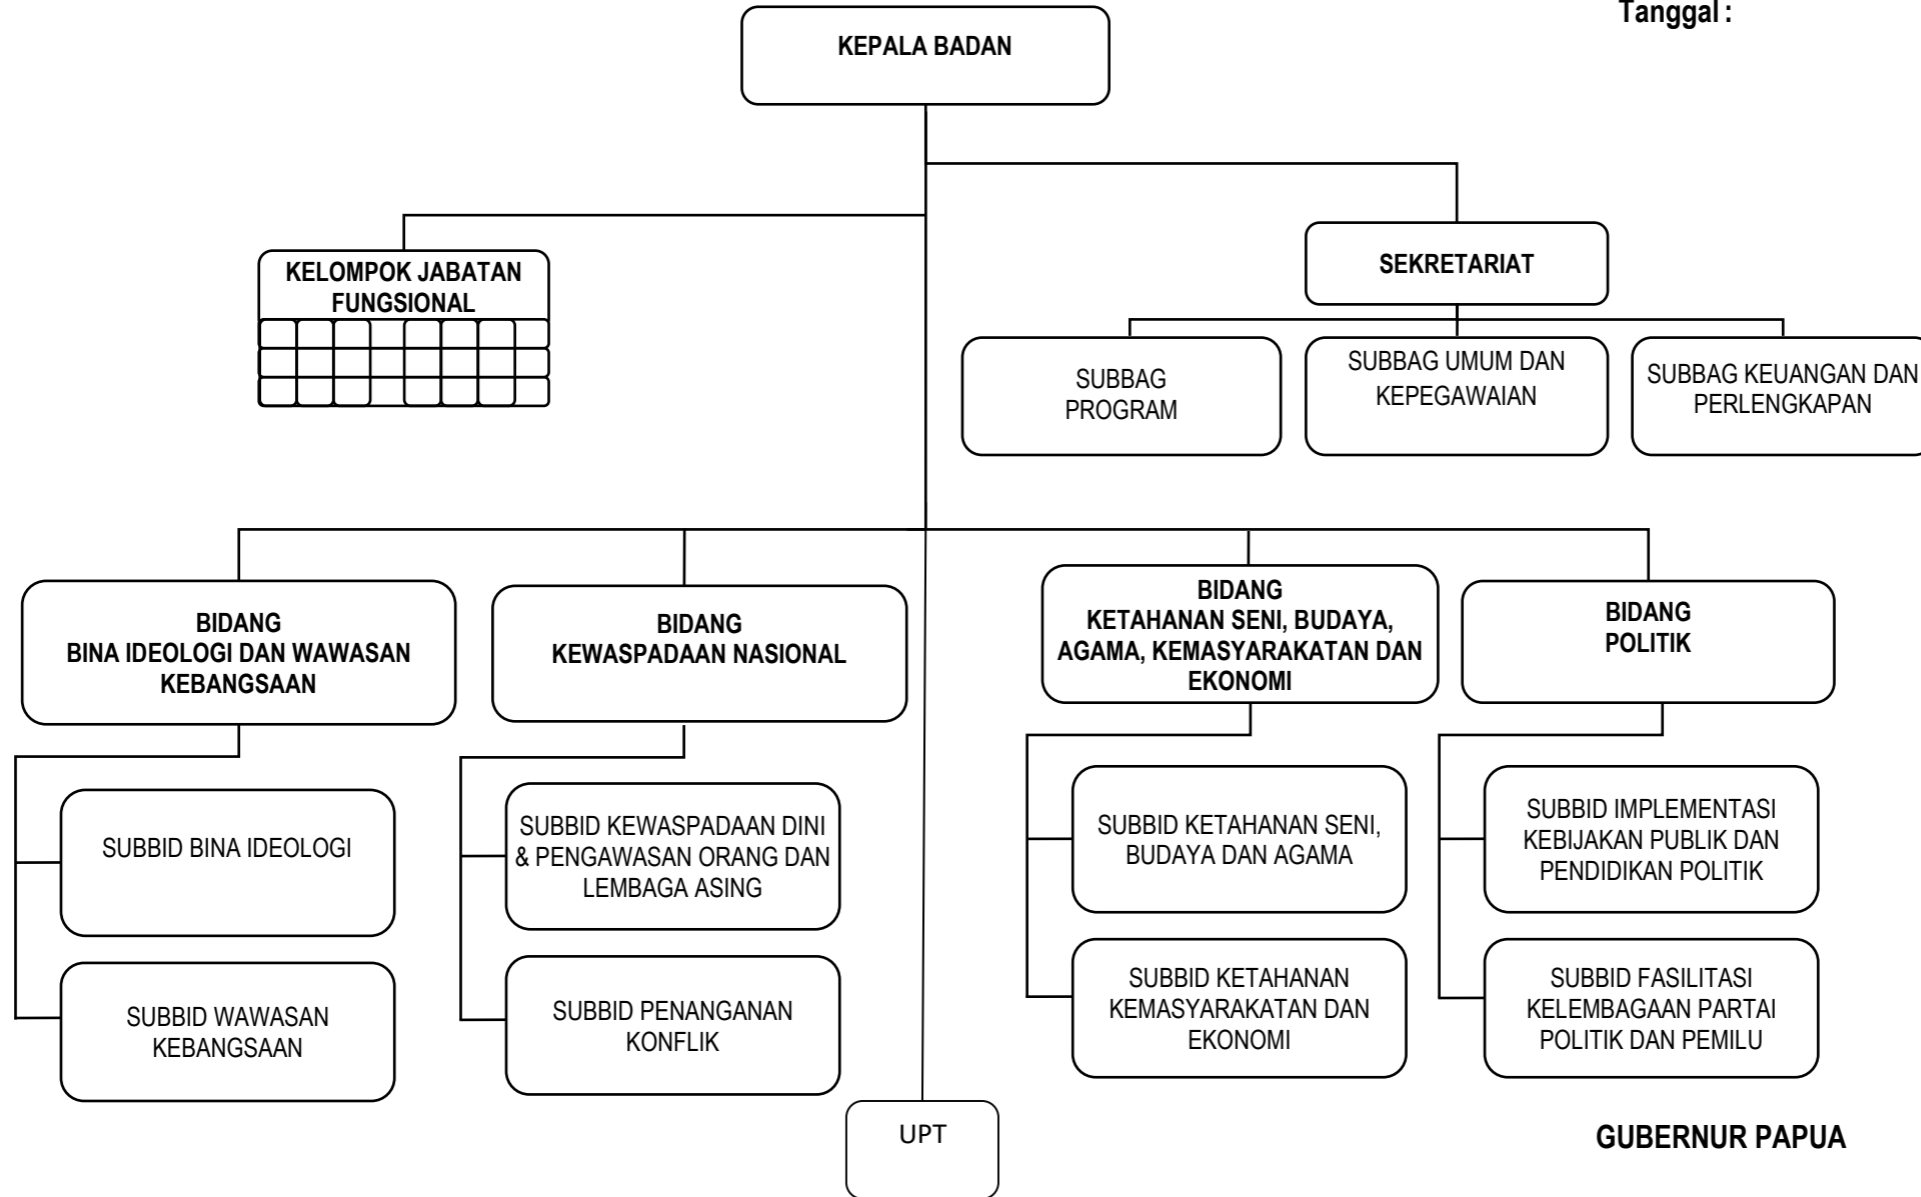 Tanggal :
KEPALA BADAN
KELOMPOK JABATAN
FUNGSIONAL
SEKRETARIAT
SUBBAG
PROGRAM
SUBBAG UMUM DAN
KEPEGAWAIAN
SUBBAG KEUANGAN DAN
PERLENGKAPAN
BIDANG
BINA IDEOLOGI DAN WAWASAN
KEBANGSAAN
BIDANG
KEWASPADAAN NASIONAL
BIDANG
KETAHANAN SENI, BUDAYA,
AGAMA, KEMASYARAKATAN DAN
EKONOMI
BIDANG
POLITIK
SUBBID BINA IDEOLOGI
SUBBID WAWASAN
KEBANGSAAN
SUBBID KEWASPADAAN DINI
& PENGAWASAN ORANG DAN
LEMBAGA ASING
SUBBID PENANGANAN
KONFLIK
SUBBID KETAHANAN SENI,
BUDAYA DAN AGAMA
SUBBID KETAHANAN
KEMASYARAKATAN DAN
EKONOMI
SUBBID IMPLEMENTASI
KEBIJAKAN PUBLIK DAN
PENDIDIKAN POLITIK
SUBBID FASILITASI
KELEMBAGAAN PARTAI
POLITIK DAN PEMILU
UPT
GUBERNUR PAPUA